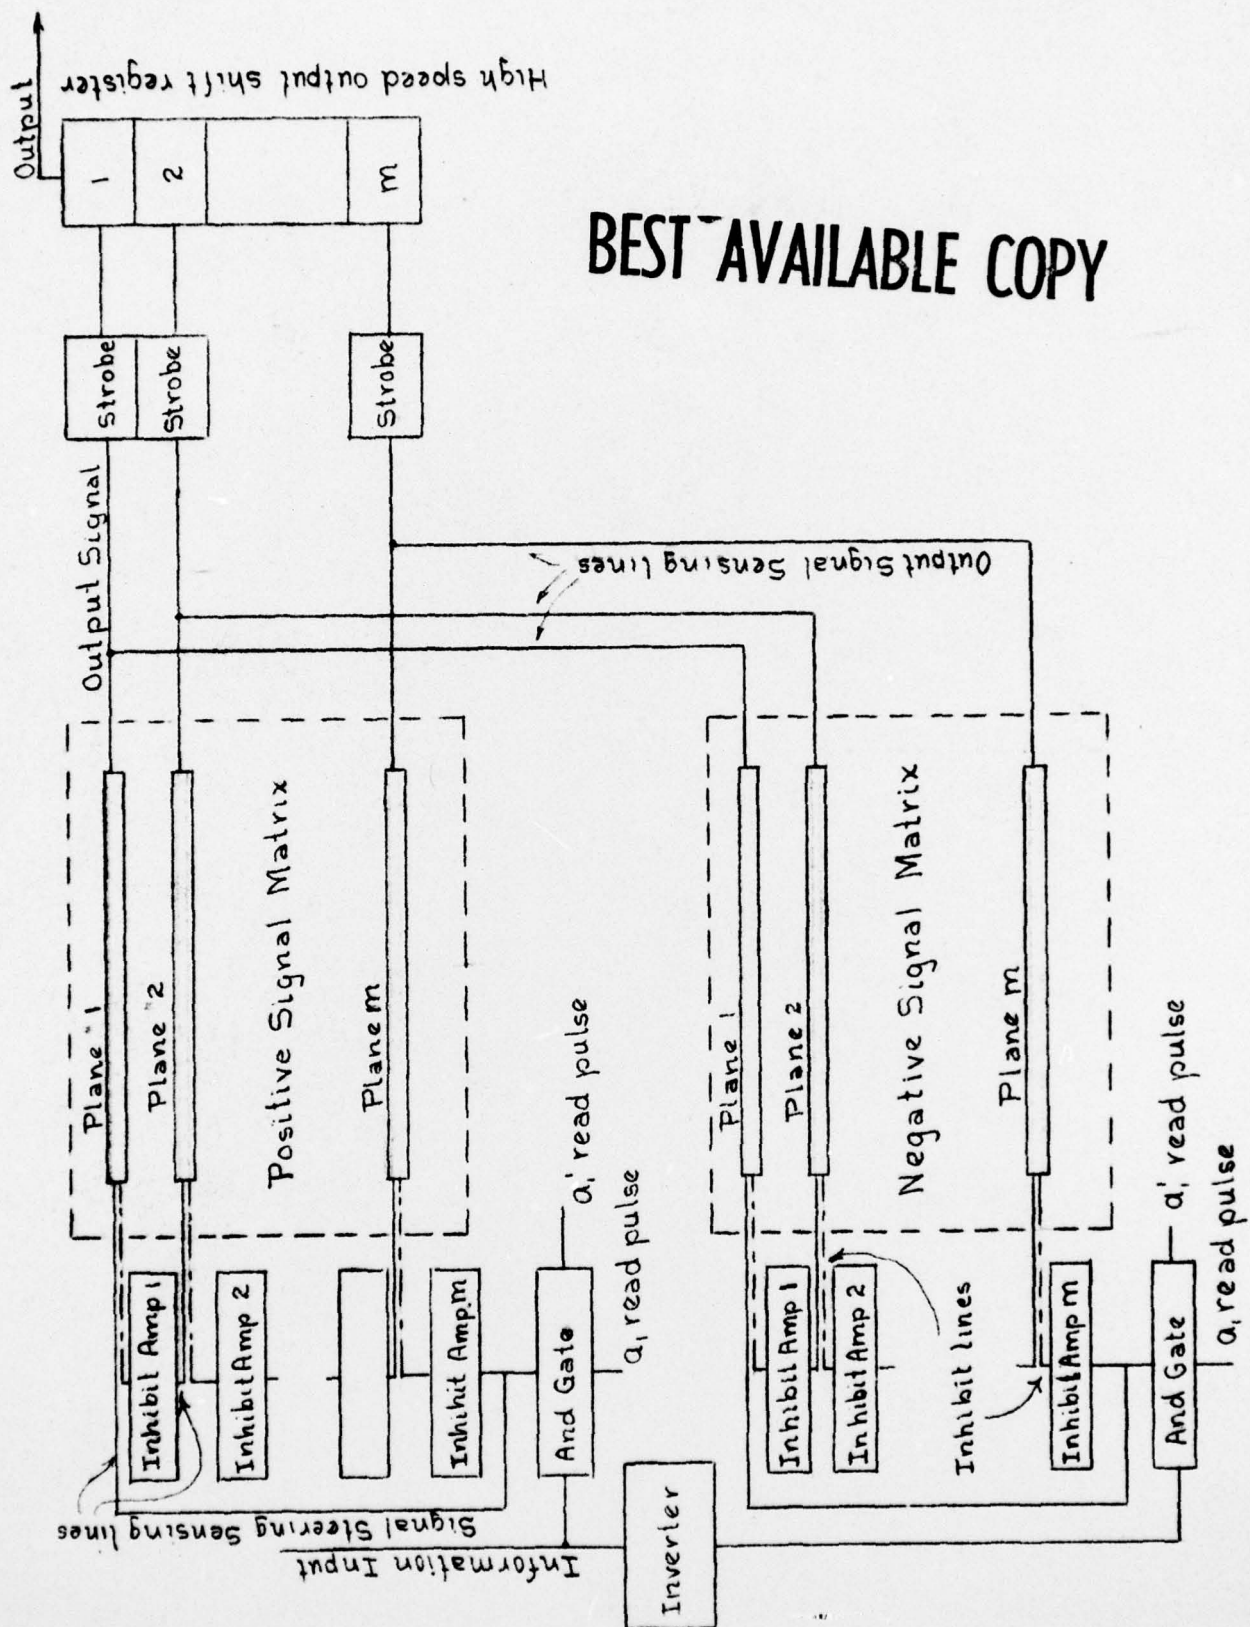 Output
High speed output shift register
1
2
m
BEST AVAILABLE COPY
Strobe
Strobe
Strobe
Output Signal
Output Signal Sensing lines
Plane 1
Plane 2
Positive Signal Matrix
Plane m
Plane 1
Plane 2
Negative Signal Matrix
Plane m
Inhibit Amp 1
Inhibit Amp 2
Inhibit Amp m
And Gate
a₁' read pulse
a₁ read pulse
Inhibit Amp 1
Inhibit Amp 2
Inhibit lines
Inhibit Amp m
And Gate
a₁' read pulse
a₁ read pulse
Signal Steering Sensing lines
Information Input
Inverter